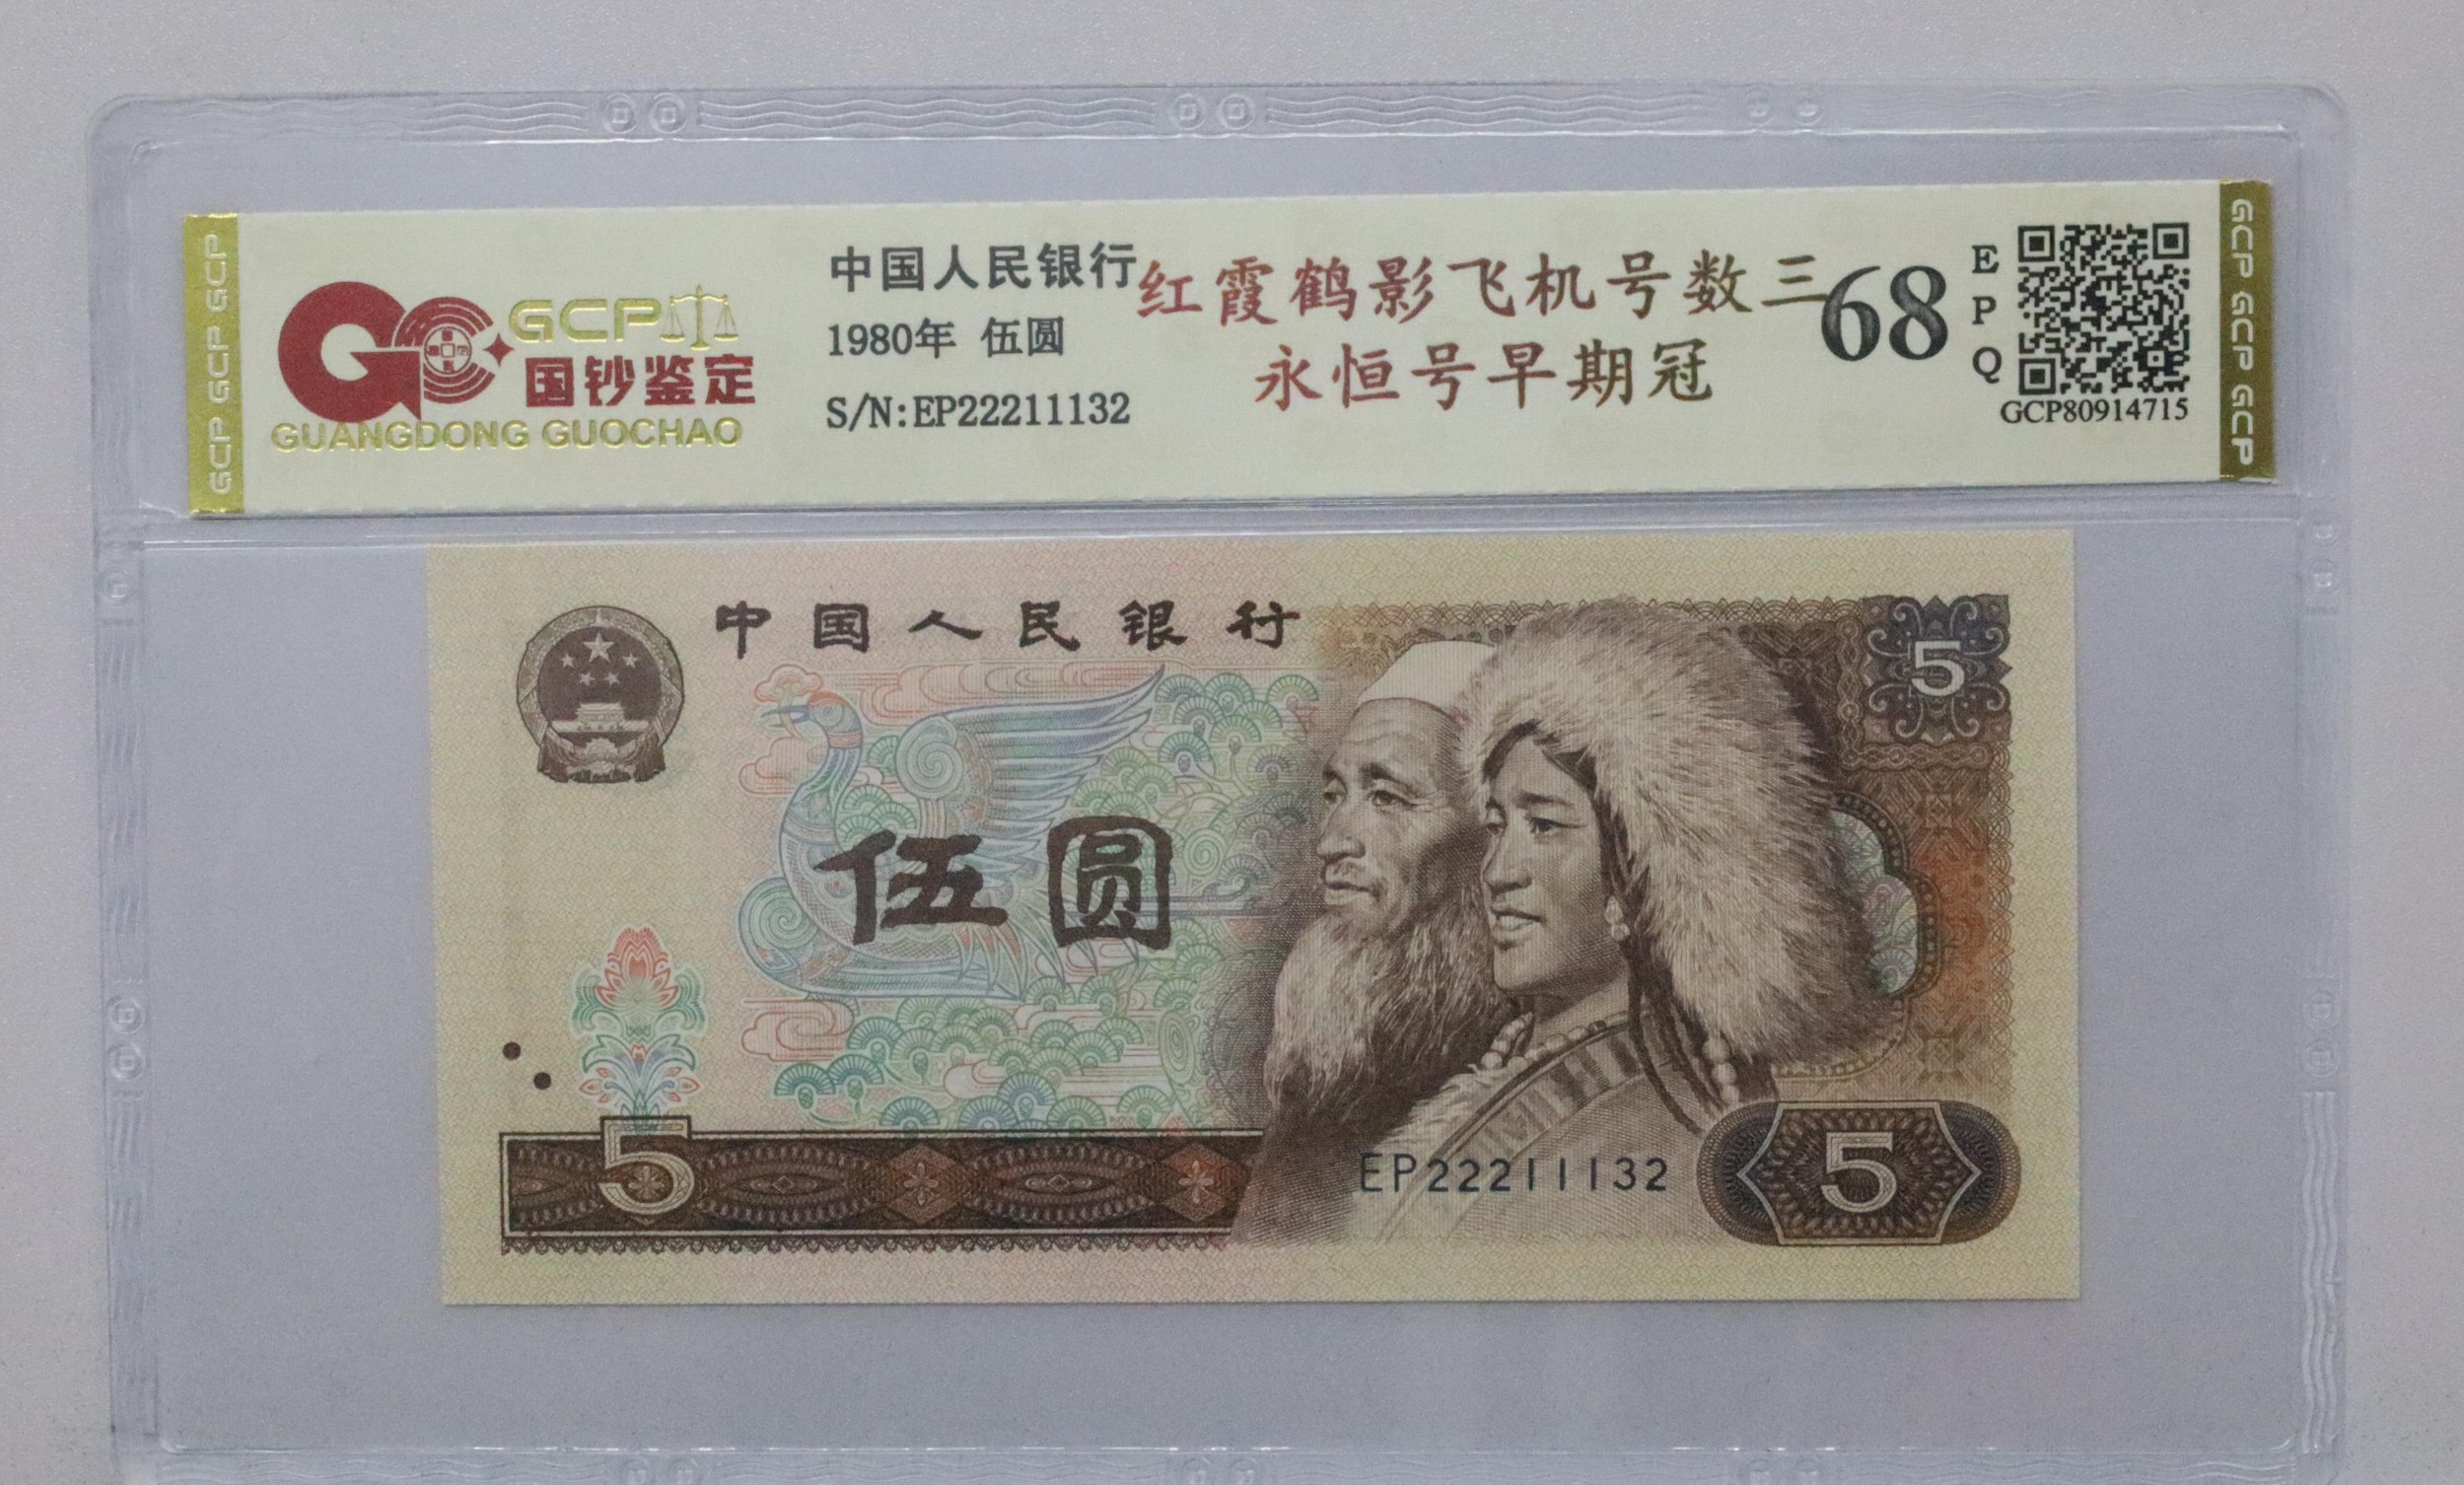 GCP GCP GCP
GCP
国钞鉴定
GUANGDONG GUOCHAO
中国人民银行
1980年 伍圆
S/N:EP22211132
红霞鹤影飞机号数三
永恒号早期冠
68
EPQ
GCP80914715
GCP GCP GCP
中国人民银行
5
伍圆
5
EP22211132
5